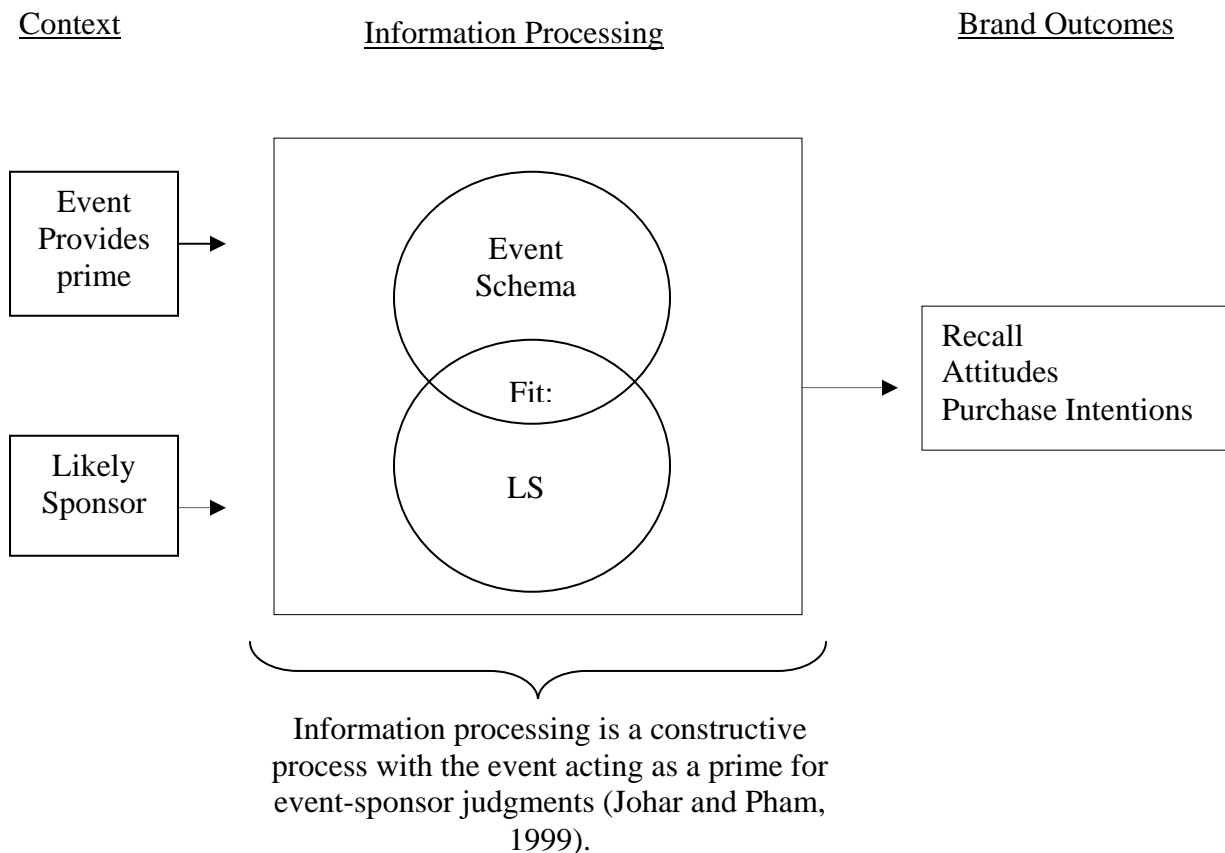 Context
Information Processing
Brand Outcomes
Event
Provides
prime
Likely
Sponsor
Event
Schema
Fit:
LS
Recall
Attitudes
Purchase Intentions
Information processing is a constructive
process with the event acting as a prime for
event-sponsor judgments (Johar and Pham,
1999).